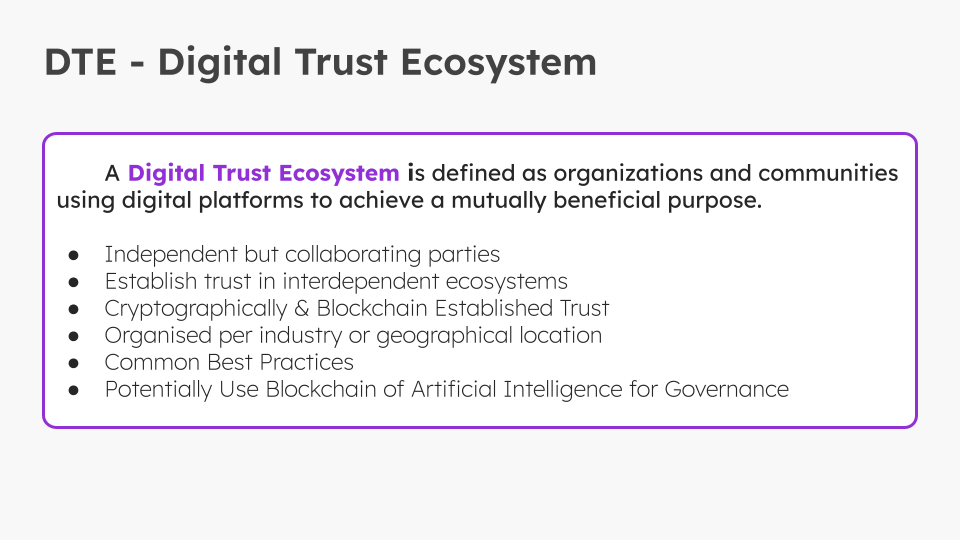 DTE - Digital Trust Ecosystem
A Digital Trust Ecosystem is defined as organizations and communities
using digital platforms to achieve a mutually beneficial purpose.
● Independent but collaborating parties
● Establish trust in interdependent ecosystems
● Cryptographically & Blockchain Established Trust
● Organised per industry or geographical location
● Common Best Practices
● Potentially Use Blockchain of Artificial Intelligence for Governance